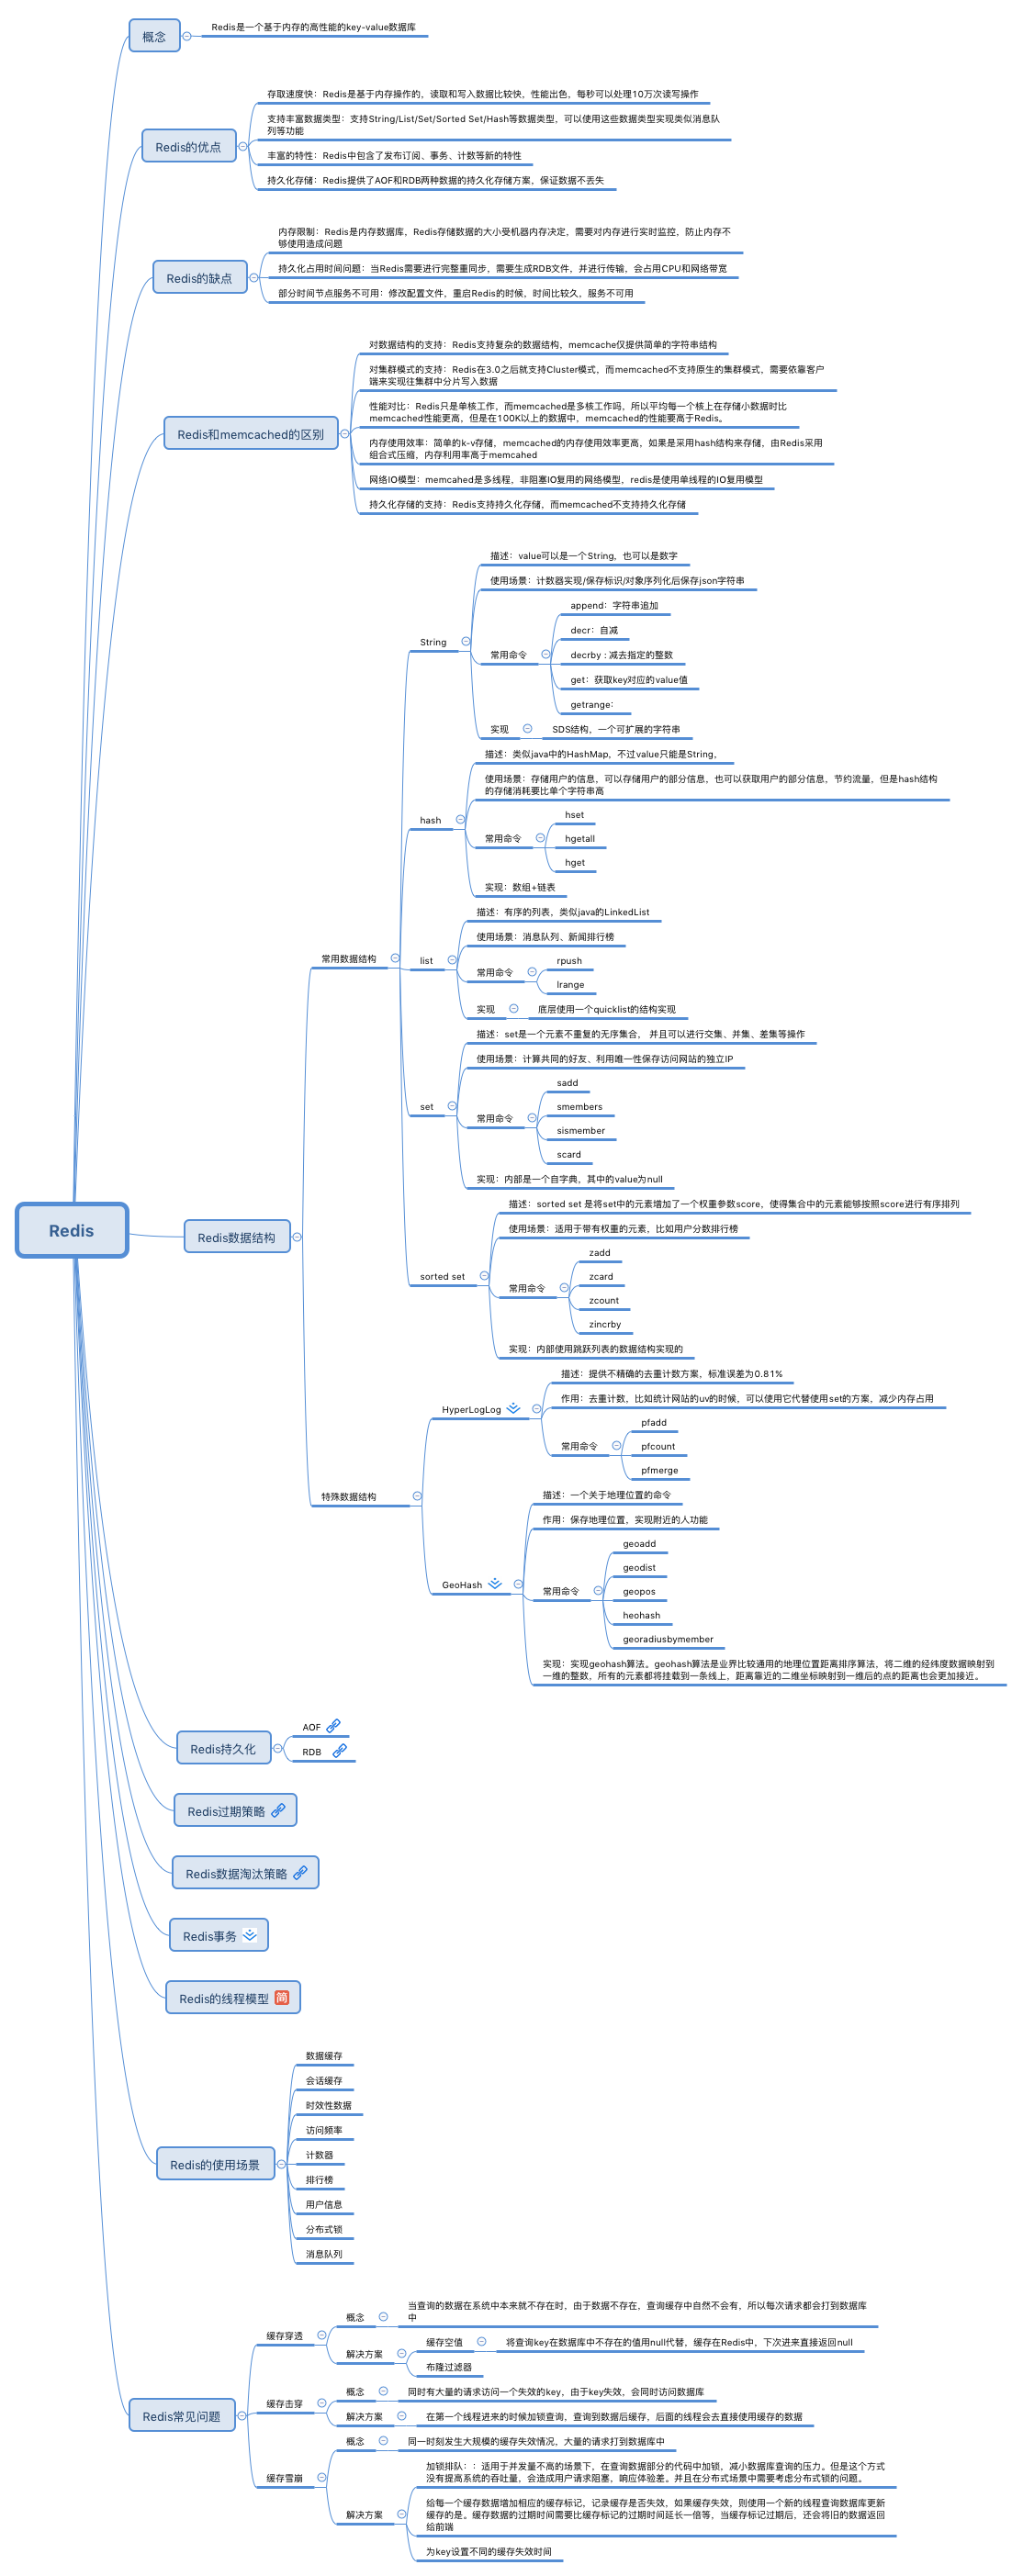 概念
Redis是一个基于内存的高性能的key-value数据库
Redis的优点
存取速度快：Redis是基于内存操作的，读取和写入数据比较快，性能出色，每秒可以处理10万次读写操作
支持丰富数据类型：支持String/List/Set/Sorted Set/Hash等数据类型，可以使用这些数据类型实现类似消息队
列等功能
丰富的特性：Redis中包含了发布订阅、事务、计数等新的特性
持久化存储：Redis提供了AOF和RDB两种数据的持久化存储方案，保证数据不丢失
Redis的缺点
内存限制：Redis是内存数据库，Redis存储数据的大小受机器内存决定，需要对内存进行实时监控，防止内存不
够使用造成问题
持久化占用时间问题：当Redis需要进行完整重同步，需要生成RDB文件，并进行传输，会占用CPU和网络带宽
部分时间节点服务不可用：修改配置文件，重启Redis的时候，时间比较久，服务不可用
Redis和memcached的区别
对数据结构的支持：Redis支持复杂的数据结构，memcache仅提供简单的字符串结构
对集群模式的支持：Redis在3.0之后就支持Cluster模式，而memcached不支持原生的集群模式，需要依靠客户
端来实现往集群中分片写入数据
性能对比：Redis只是单核工作，而memcached是多核工作吗，所以平均每一个核上在存储小数据时比
memcached性能更高，但是在100K以上的数据中，memcached的性能要高于Redis。
内存使用效率：简单的k-v存储，memcached的内存使用效率更高，如果是采用hash结构来存储，由Redis采用
组合式压缩，内存利率高于memcahed
网络IO模型：memcahed是多线程，非阻塞IO复用的网络模型，redis是使用单线程的IO复用模型
持久化存储的支持：Redis支持持久化存储，而memcached不支持持久化存储
Redis
Redis数据结构
常用数据结构
String
描述：value可以是一个String，也可以是数字
使用场景：计数器实现/保存标识/对象序列化后保存json字符串
常用命令
append：字符串追加
decr：自减
decrby : 减去指定的整数
get：获取key对应的value值
getrange：
实现
SDS结构，一个可扩展的字符串
hash
描述：类似java中的HashMap，不过value只能是String，
使用场景：存储用户的信息，可以存储用户的部分信息，也可以获取用户的部分信息，节约流量，但是hash结构
的存储消耗要比单个字符串高
常用命令
hset
hgetall
hget
实现：数组+链表
list
描述：有序的列表，类似java的LinkedList
使用场景：消息队列、新闻排行榜
常用命令
rpush
lrange
实现
底层使用一个quicklist的结构实现
set
描述：set是一个元素不重复的无序集合， 并且可以进行交集、并集、差集等操作
使用场景：计算共同的好友、利用唯一性保存访问网站的独立IP
常用命令
sadd
smembers
sismember
scard
实现：内部是一个自字典，其中的value为null
sorted set
描述：sorted set 是将set中的元素增加了一个权重参数score，使得集合中的元素能够按照score进行有序排列
使用场景：适用于带有权重的元素，比如用户分数排行榜
常用命令
zadd
zcard
zcount
zincrby
实现：内部使用跳跃列表的数据结构实现的
特殊数据结构
HyperLogLog
描述：提供不精确的去重计数方案，标准误差为0.81%
作用：去重计数，比如统计网站的uv的时候，可以使用它代替使用set的方案，减少内存占用
常用命令
pfadd
pfcount
pfmerge
GeoHash
描述：一个关于地理位置的命令
作用：保存地理位置，实现附近的人功能
常用命令
geoadd
geodist
geopos
heohash
georadiusbymember
实现：实现geohash算法。geohash算法是业界比较通用的地理位置距离排序算法，将二维的经纬度数据映射到
一维的整数，所有的元素都将挂载到一条线上，距离靠近的二维坐标映射到一维后的点的距离也会更加接近。
Redis持久化
AOF
RDB
Redis过期策略
Redis数据淘汰策略
Redis事务
Redis的线程模型 简
Redis的使用场景
数据缓存
会话缓存
时效性数据
访问频率
计数器
排行榜
用户信息
分布式锁
消息队列
Redis常见问题
缓存穿透
概念
当查询的数据在系统中本来就不存在时，由于数据不存在，查询缓存中自然不会有，所以每次请求都会打到数据库
中
解决方案
缓存空值
将查询key在数据库中不存在的值用null代替，缓存在Redis中，下次进来直接返回null
布隆过滤器
缓存击穿
概念
同时有大量的请求访问一个失效的key，由于key失效，会同时访问数据库
解决方案
在第一个线程进来的时候加锁查询，查询到数据后缓存，后面的线程会去直接使用缓存的数据
缓存雪崩
概念
同一时刻发生大规模的缓存失效情况，大量的请求打到数据库中
解决方案
加锁排队：：适用于并发量不高的场景下，在查询数据部分的代码中加锁，减小数据库查询的压力。但是这个方式
没有提高系统的吞吐量，会造成用户请求阻塞，响应体验差。并且在分布式场景中需要考虑分布式锁的问题。
给每一个缓存数据增加相应的缓存标记，记录缓存是否失效，如果缓存失效，则使用一个新的线程查询数据库更新
缓存的是。缓存数据的过期时间需要比缓存标记的过期时间延长一倍等，当缓存标记过期后，还会将旧的数据返回
给前端
为key设置不同的缓存失效时间